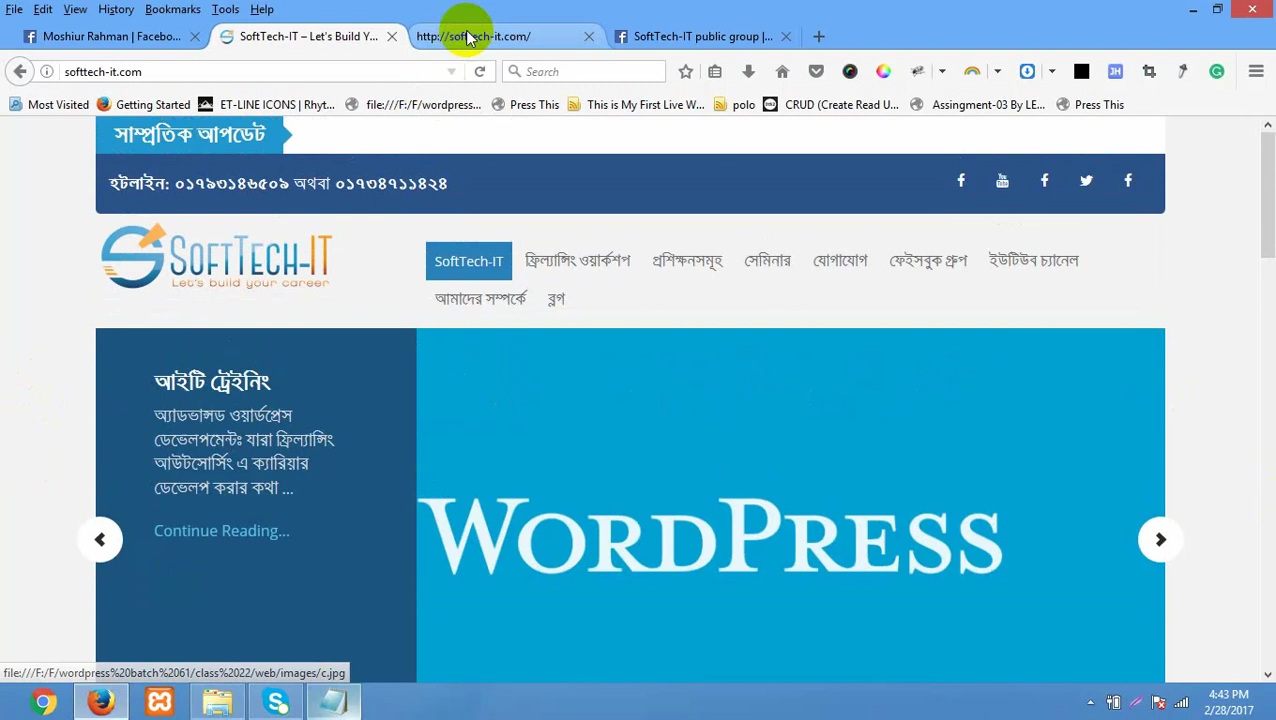 File Edit View History Bookmarks Tools Help
Moshiur Rahman | Facebo...
SoftTech-IT – Let's Build Y...
http://softtech-it.com/
SoftTech-IT public group |...
softtech-it.com
Search
Most Visited
Getting Started
ET-LINE ICONS | Rhyt...
file:///F:/F/wordpress...
Press This
This is My First Live W...
polo
CRUD (Create Read U...
Assingment-03 By LE...
Press This
সাম্প্রতিক আপডেট
হটলাইন: ০১৭৯৩১৪৬৫০৯ অথবা ০১৭৩৪৭১১৪২৪
SOFTTECH-IT
Let's build your career
SoftTech-IT ফ্রিল্যান্সিং ওয়ার্কশপ প্রশিক্ষনসমূহ সেমিনার যোগাযোগ ফেইসবুক গ্রুপ ইউটিউব চ্যানেল
আমাদের সম্পর্কে ব্লগ
আইটি ট্রেইনিং
অ্যাডভান্সড ওয়ার্ডপ্রেস
ডেভেলপমেন্টঃ যারা ফ্রিল্যান্সিং
আউটসোর্সিং এ ক্যারিয়ার
ডেভেলপ করার কথা ...
Continue Reading...
WORDPRESS
file:///F:/F/wordpress%20batch%2061/class%2022/web/images/c.jpg
4:43 PM
2/28/2017